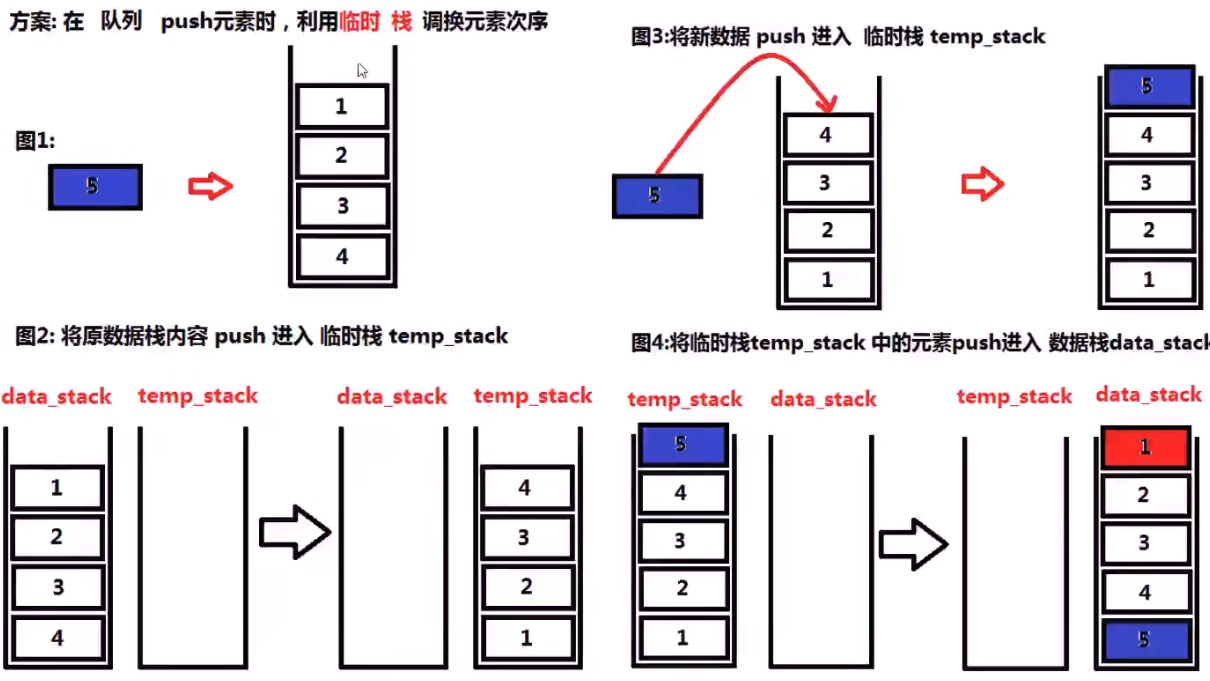 方案: 在 队列 push元素时，利用临时 栈 调换元素次序
图1:
5
1
2
3
4
图2: 将原数据栈内容 push 进入 临时栈 temp_stack
data_stack temp_stack data_stack temp_stack
1 4
2 3
3 2
4 1
图3:将新数据 push 进入 临时栈 temp_stack
5
4 4
3 3
5
2 2
1 1
图4:将临时栈temp_stack 中的元素push进入 数据栈data_stack
temp_stack data_stack temp_stack data_stack
5 1
4 2
3 3
2 4
1 5